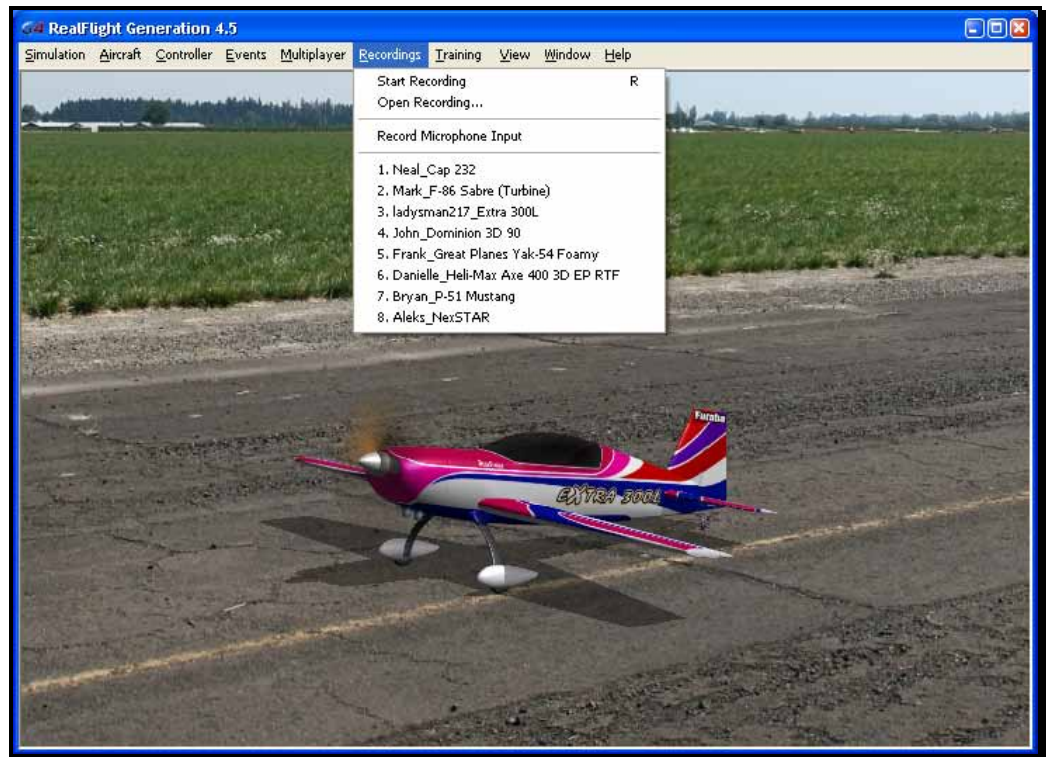 G4 RealFlight Generation 4.5
Simulation Aircraft Controller Events Multiplayer Recordings Training View Window Help
Start Recording R
Open Recording...
Record Microphone Input
1. Neal_Cap 232
2. Mark_F-86 Sabre (Turbine)
3. ladysman217_Extra 300L
4. John_Dominion 3D 90
5. Frank_Great Planes Yak-54 Foamy
6. Danielle_Heli-Max Axe 400 3D EP RTF
7. Bryan_P-51 Mustang
8. Aleks_NexSTAR
Futaba
EXTRA 300L